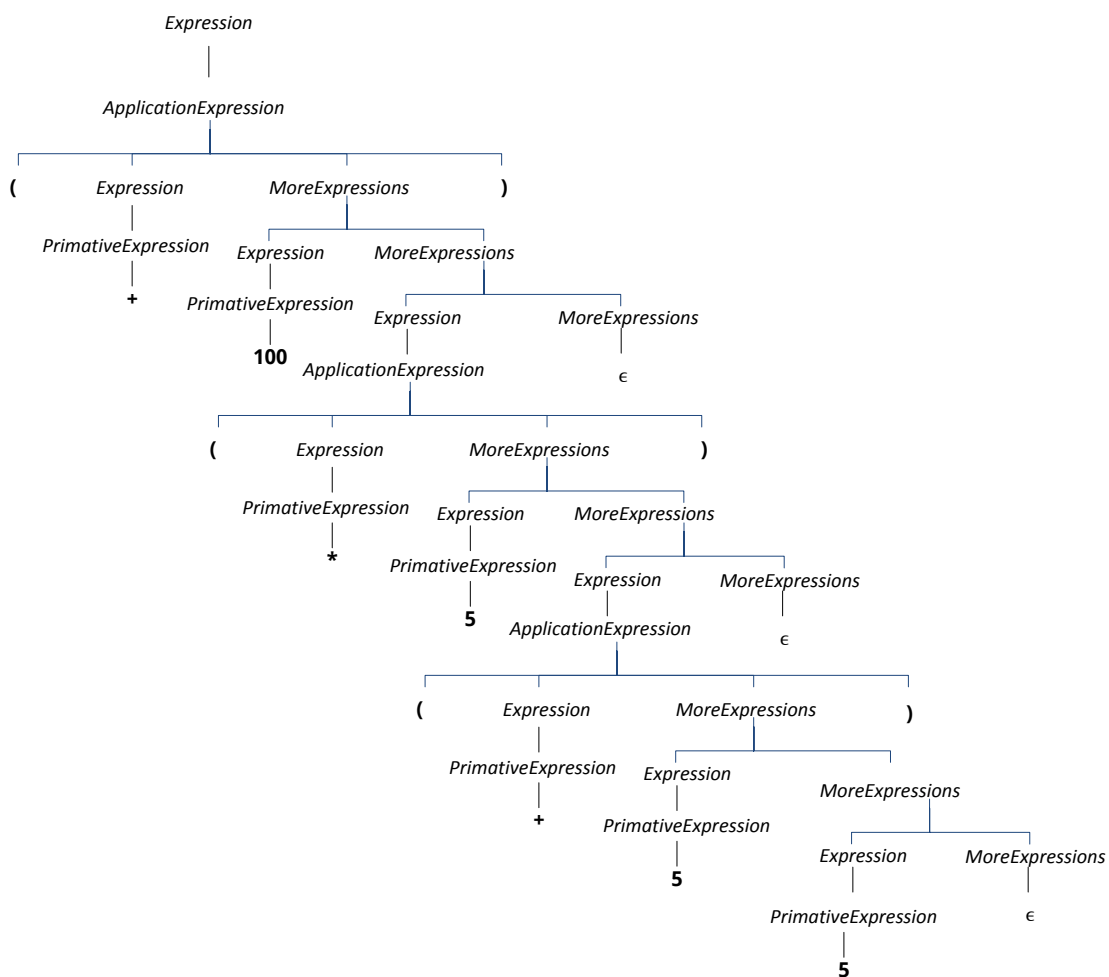 Expression
ApplicationExpression
( Expression MoreExpressions )
PrimativeExpression Expression MoreExpressions
+ PrimativeExpression Expression MoreExpressions
100 ApplicationExpression ϵ
( Expression MoreExpressions )
PrimativeExpression Expression MoreExpressions
* PrimativeExpression Expression MoreExpressions
5 ApplicationExpression ϵ
( Expression MoreExpressions )
PrimativeExpression Expression MoreExpressions
+ PrimativeExpression Expression MoreExpressions
5 PrimativeExpression ϵ
5